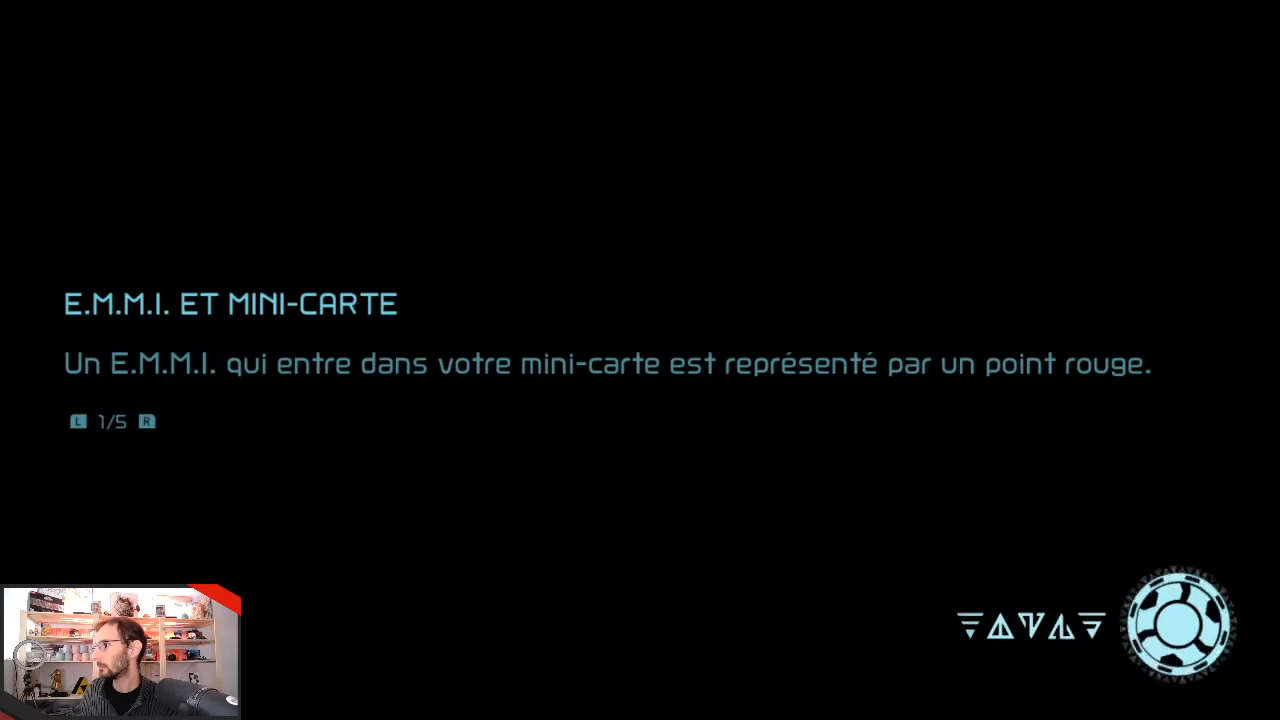 E.M.M.I. ET MINI-CARTE
Un E.M.M.I. qui entre dans votre mini-carte est représenté par un point rouge.
L 1/5 R